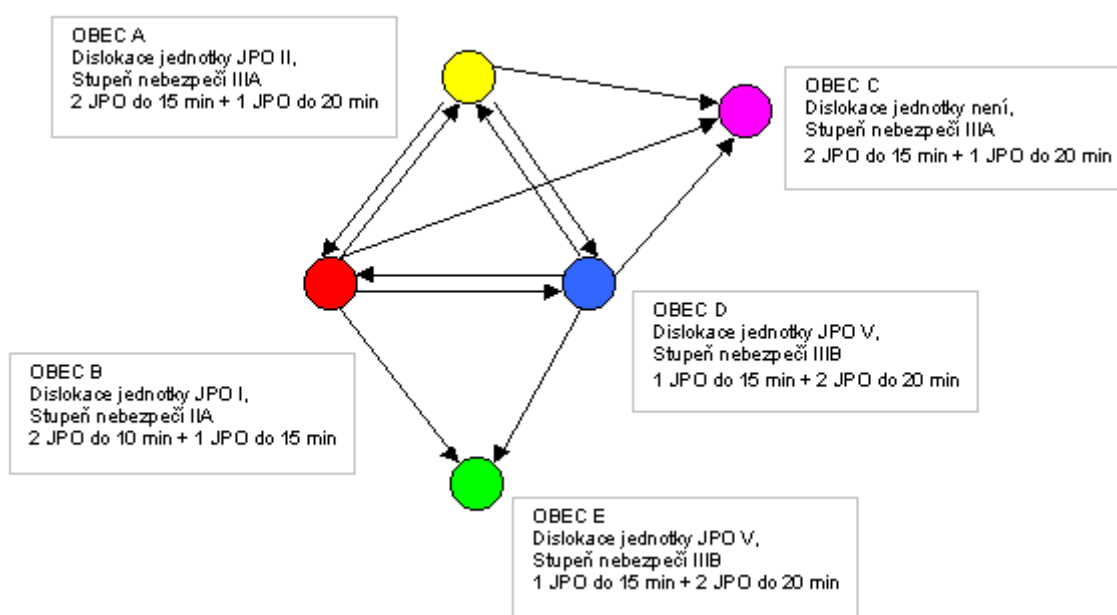 OBEC A
Dislokace jednotky JPO II,
Stupeň nebezpečí IIIA
2 JPO do 15 min + 1 JPO do 20 min
OBEC C
Dislokace jednotky není,
Stupeň nebezpečí IIIA
2 JPO do 15 min + 1 JPO do 20 min
OBEC D
Dislokace jednotky JPO V,
Stupeň nebezpečí IIIB
1 JPO do 15 min + 2 JPO do 20 min
OBEC B
Dislokace jednotky JPO I,
Stupeň nebezpečí IIA
2 JPO do 10 min + 1 JPO do 15 min
OBEC E
Dislokace jednotky JPO V,
Stupeň nebezpečí IIIB
1 JPO do 15 min + 2 JPO do 20 min